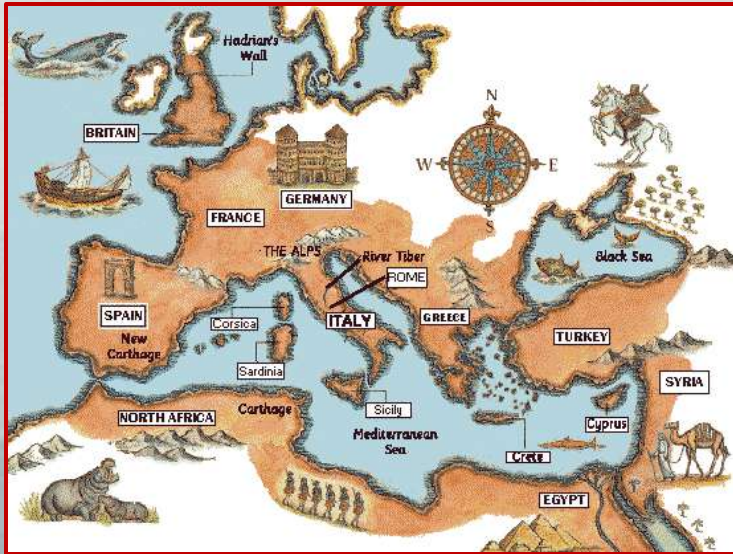 Hadrian's
Wall
BRITAIN
N
W
E
S
GERMANY
FRANCE
THE ALPS
River Tiber
ROME
Black Sea
SPAIN
New
Carthage
Corsica
ITALY
GREECE
TURKEY
Sardinia
SYRIA
NORTH AFRICA
Carthage
Sicily
Mediterranean
Sea
Cyprus
Crete
EGYPT